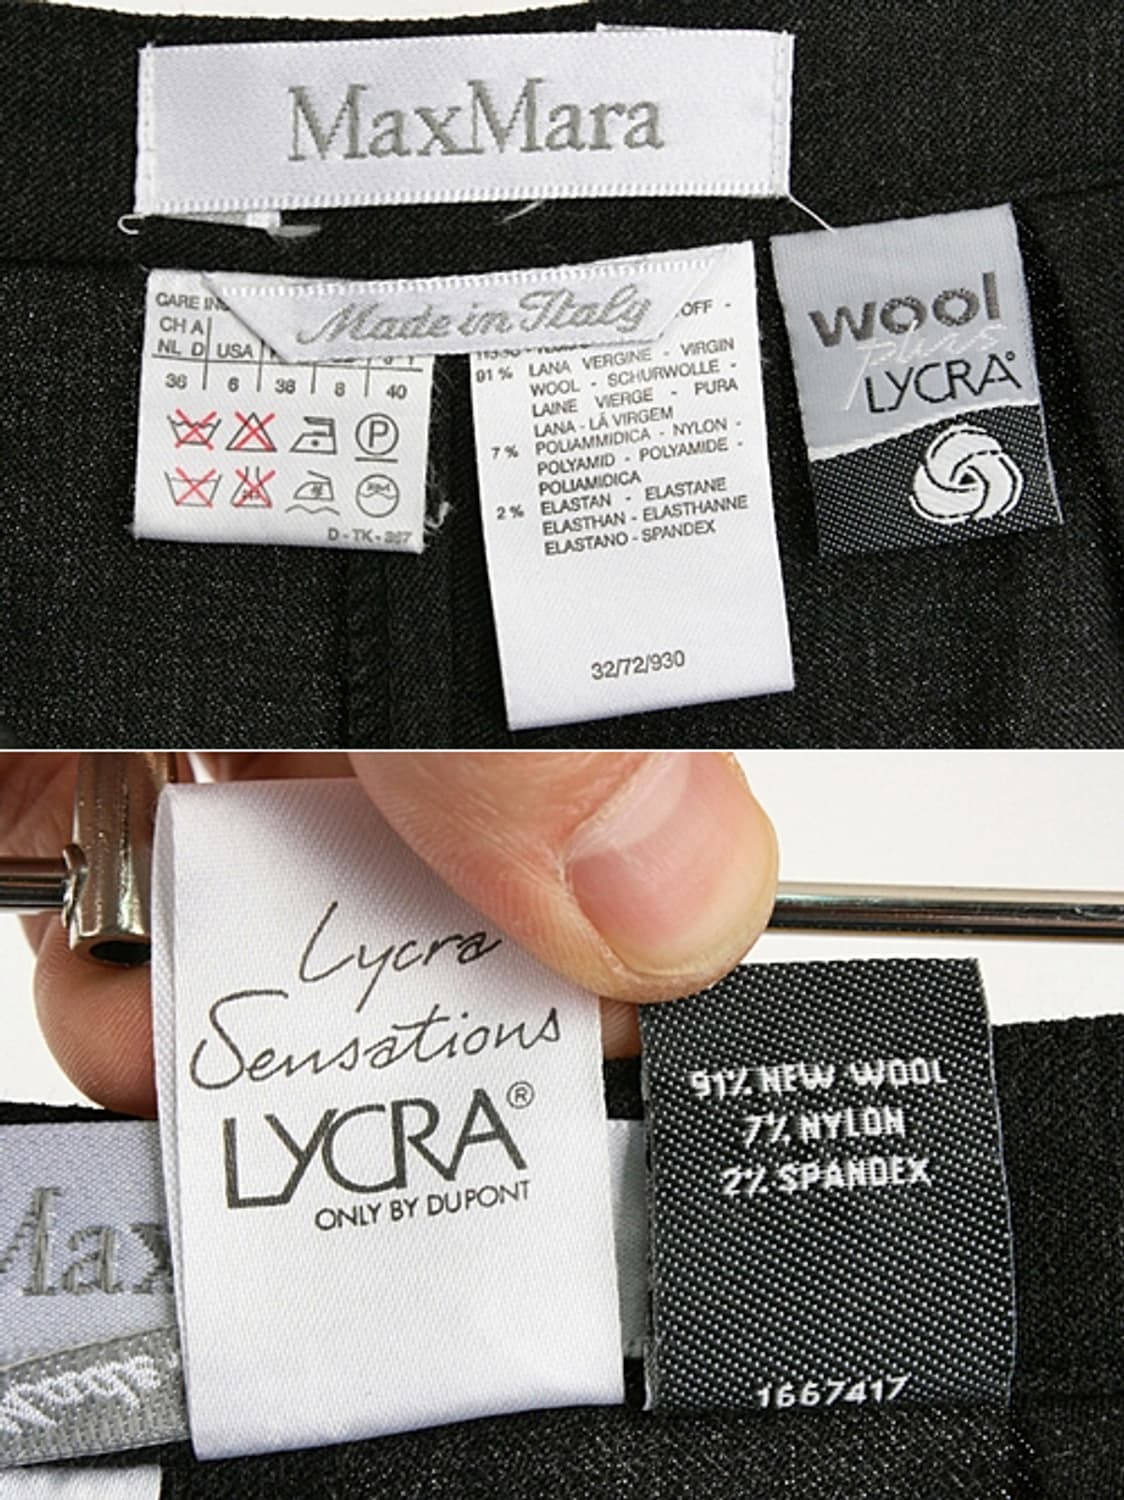 MaxMara
Made in Italy
CARE
CH
NL D USA
36 6 38 8 40
P
D-TK-367
OFF -
91 % LANA VERGINE - VIRGIN
WOOL - SCHURWOLLE -
LAINE VIERGE - PURA
LANA - LÃ VIRGEM
7 % POLIAMMIDICA - NYLON -
POLYAMID - POLYAMIDE -
POLIAMIDICA
2 % ELASTAN - ELASTANE
ELASTHAN - ELASTHANNE
ELASTANO - SPANDEX
32/72/930
wool
plus
LYCRA®
Lycra
Sensations
LYCRA®
ONLY BY DUPONT
91% NEW WOOL
7% NYLON
2% SPANDEX
1667417
Max